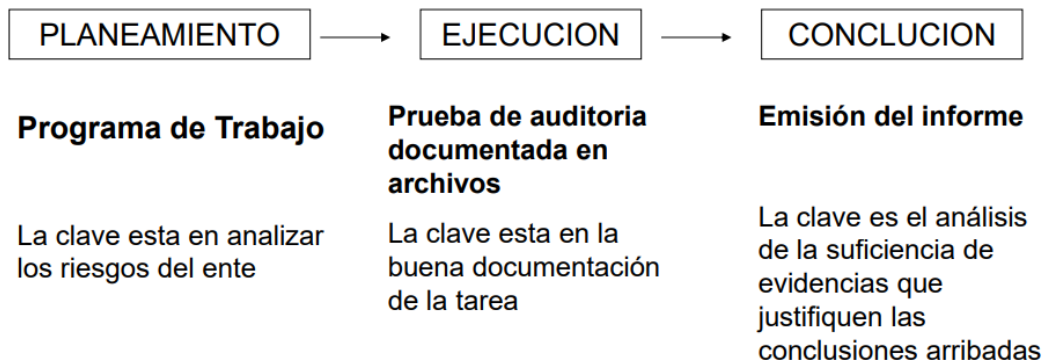 PLANEAMIENTO
EJECUCION
CONCLUCION
Programa de Trabajo
La clave esta en analizar
los riesgos del ente
Prueba de auditoria
documentada en
archivos
La clave esta en la
buena documentación
de la tarea
Emisión del informe
La clave es el análisis
de la suficiencia de
evidencias que
justifiquen las
conclusiones arribadas